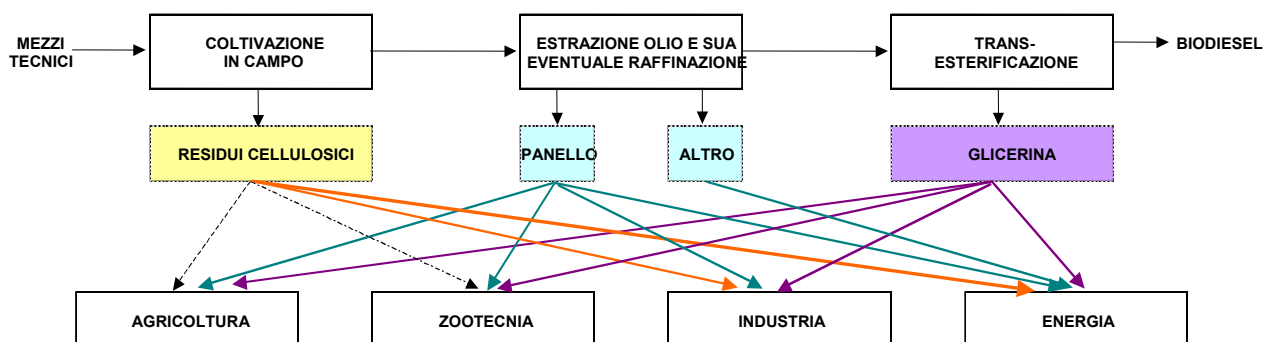 MEZZI
TECNICI
COLTIVAZIONE
IN CAMPO
ESTRAZIONE OLIO E SUA
EVENTUALE RAFFINAZIONE
TRANS-
ESTERIFICAZIONE
BIODIESEL
RESIDUI CELLULOSICI
PANELLO
ALTRO
GLICERINA
AGRICOLTURA
ZOOTECNIA
INDUSTRIA
ENERGIA